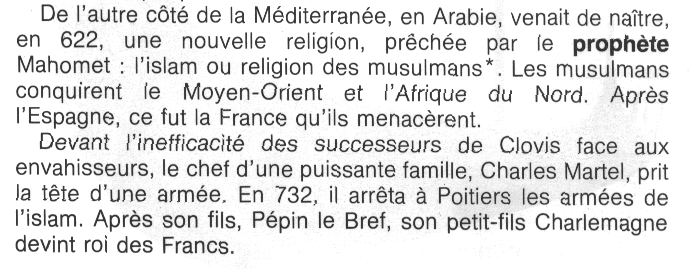 De l'autre côté de la Méditerranée, en Arabie, venait de naître,
en 622, une nouvelle religion, prêchée par le prophète
Mahomet : l'islam ou religion des musulmans*. Les musulmans
conquirent le Moyen-Orient et l'Afrique du Nord. Après
l'Espagne, ce fut la France qu'ils menacèrent.
Devant l'inefficacité des successeurs de Clovis face aux
envahisseurs, le chef d'une puissante famille, Charles Martel, prit
la tête d'une armée. En 732, il arrêta à Poitiers les armées de
l'islam. Après son fils, Pépin le Bref, son petit-fils Charlemagne
devint roi des Francs.